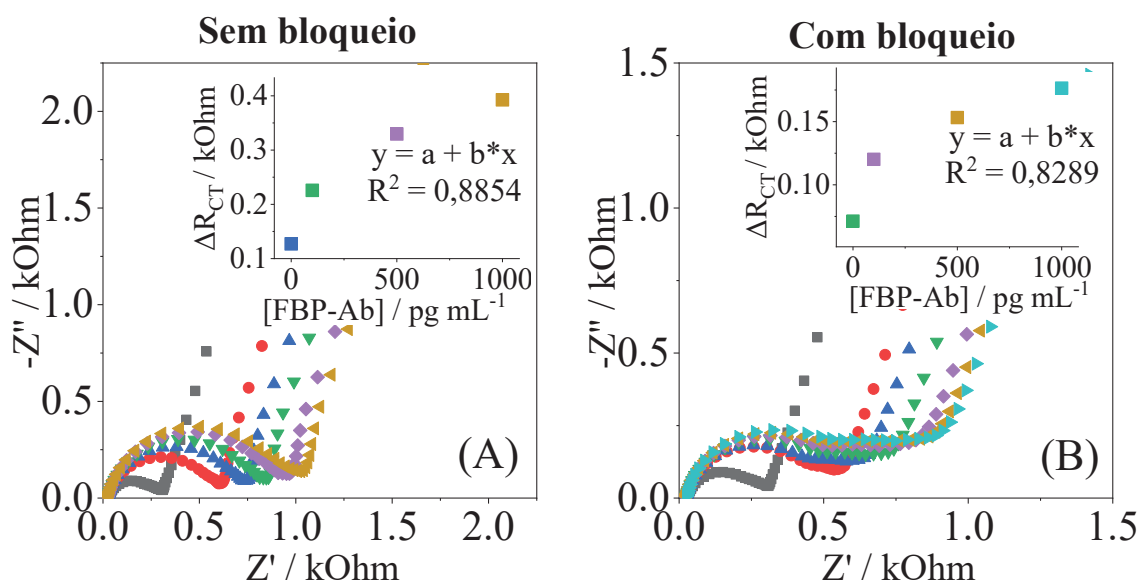 Sem bloqueio
2.0
1.5
1.0
0.5
0.0
-Z" / kOhm
0.0
0.5
1.0
1.5
2.0
Z' / kOhm
0.4
0.3
0.2
0.1
ΔR_CT / kOhm
0
500
1000
[FBP-Ab] / pg mL⁻¹
y = a + b*x
R² = 0,8854
(A)
Com bloqueio
1.5
1.0
0.5
0.0
-Z" / kOhm
0.0
0.5
1.0
1.5
Z' / kOhm
0.15
0.10
ΔR_CT / kOhm
0
500
1000
[FBP-Ab] / pg mL⁻¹
y = a + b*x
R² = 0,8289
(B)